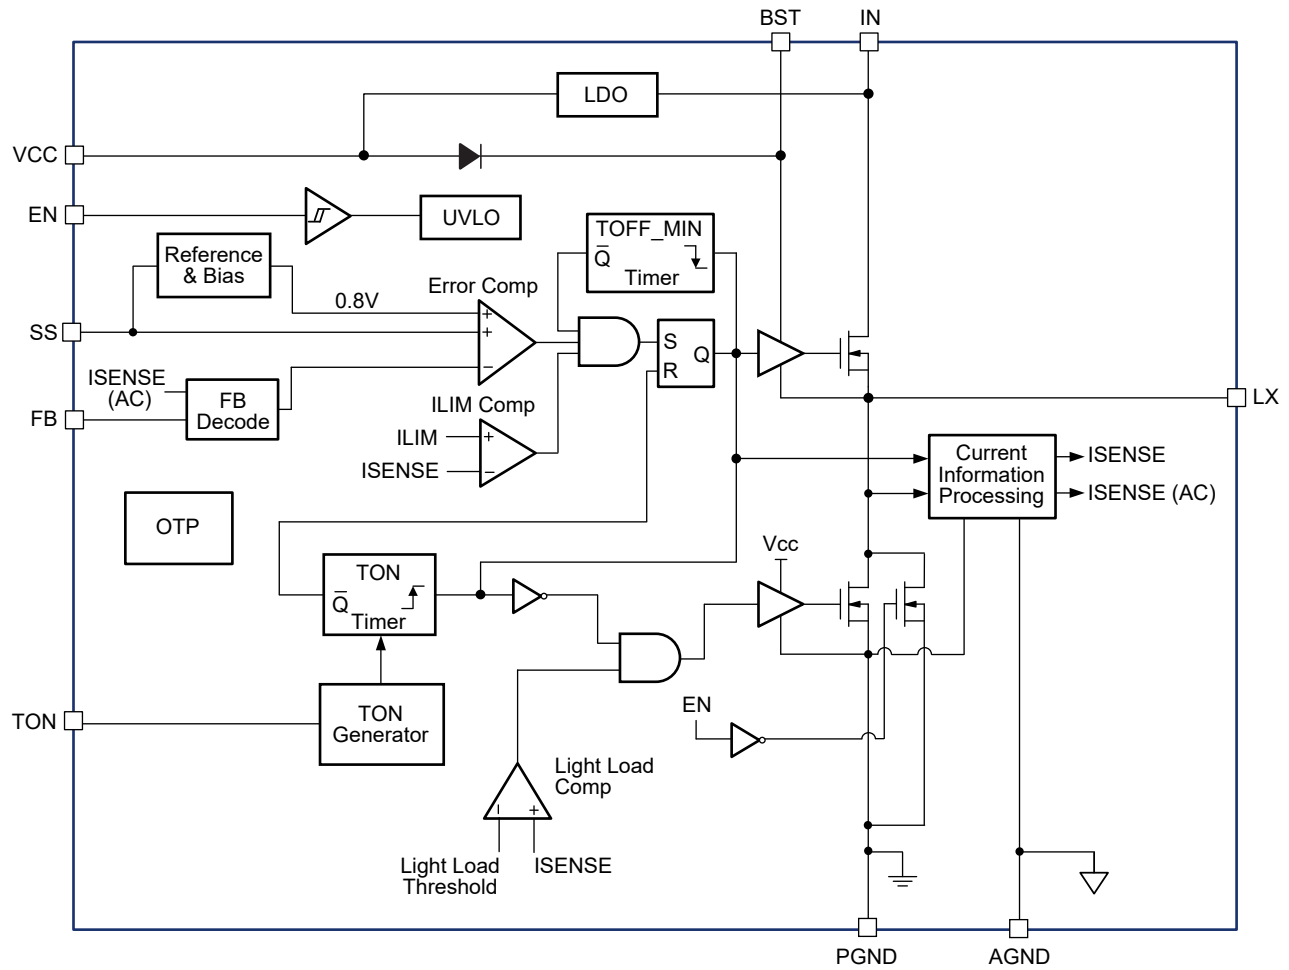 BST
IN
LDO
VCC
EN
UVLO
TOFF_MIN
Q
Timer
Reference
& Bias
Error Comp
0.8V
+
+
−
SS
S
R
Q
ISENSE
(AC)
FB
FB
Decode
LX
ILIM Comp
ILIM
+
ISENSE
−
Current
Information
Processing
ISENSE
ISENSE (AC)
OTP
Vcc
TON
Q
Timer
TON
TON
Generator
EN
Light Load
Comp
−
+
Light Load
Threshold
ISENSE
PGND
AGND